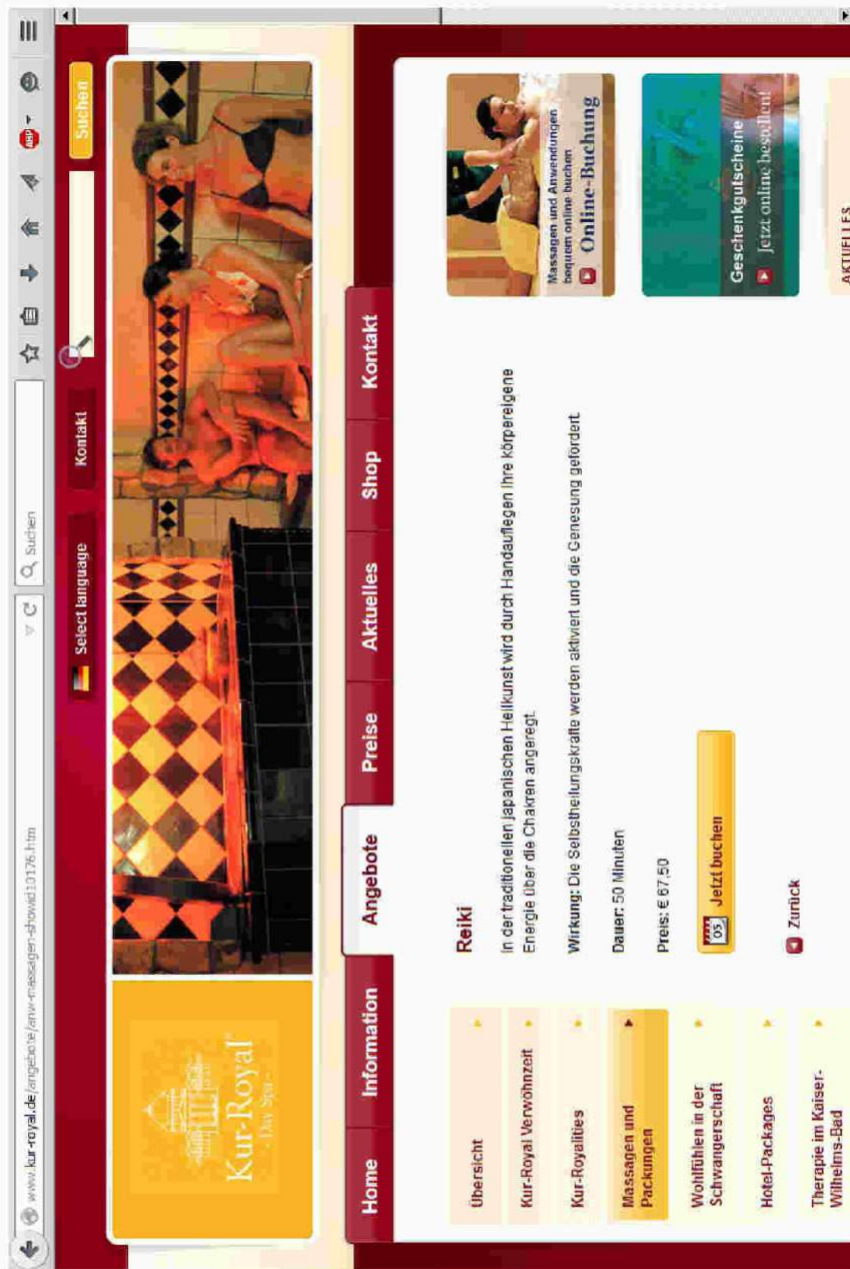 www.kur-royal.de/angebote/anw-massagen-showid10176.htm
Suchen
ABP
Select language
Kontakt
Suchen
Kur-Royal
- Day Spa -
Home
Information
Angebote
Preise
Aktuelles
Shop
Kontakt
Übersicht
Kur-Royal Verwöhnzeit
Kur-Royalities
Massagen und
Packungen
Wohlfühlen in der
Schwangerschaft
Hotel-Packages
Therapie im Kaiser-
Wilhelms-Bad
Reiki
In der traditionellen japanischen Heilkunst wird durch Handauflegen Ihre körpereigene
Energie über die Chakren angeregt.
Wirkung: Die Selbstheilungskräfte werden aktiviert und die Genesung gefördert.
Dauer: 50 Minuten
Preis: € 67,50
05
Jetzt buchen
Zurück
Massagen und Anwendungen
bequem online buchen
Online-Buchung
Geschenkgutscheine
Jetzt online bestellen!
AKTUELLES